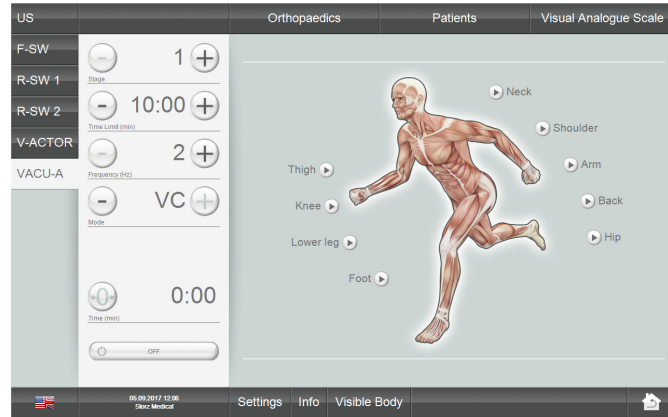 US
Orthopaedics
Patients
Visual Analogue Scale
F-SW
R-SW 1
R-SW 2
V-ACTOR
VACU-A
- 1 +
Stage
- 10:00 +
Time Limit (min)
- 2 +
Frequency (Hz)
- VC +
Mode
0 0:00
Time (min)
OFF
Neck
Shoulder
Arm
Back
Hip
Thigh
Knee
Lower leg
Foot
05.09.2017 12:06
Storz Medical
Settings
Info
Visible Body